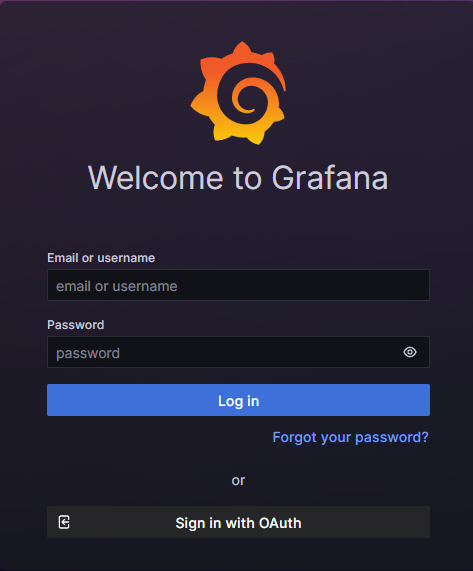 Welcome to Grafana
Email or username
email or username
Password
password
Log in
Forgot your password?
or
Sign in with OAuth